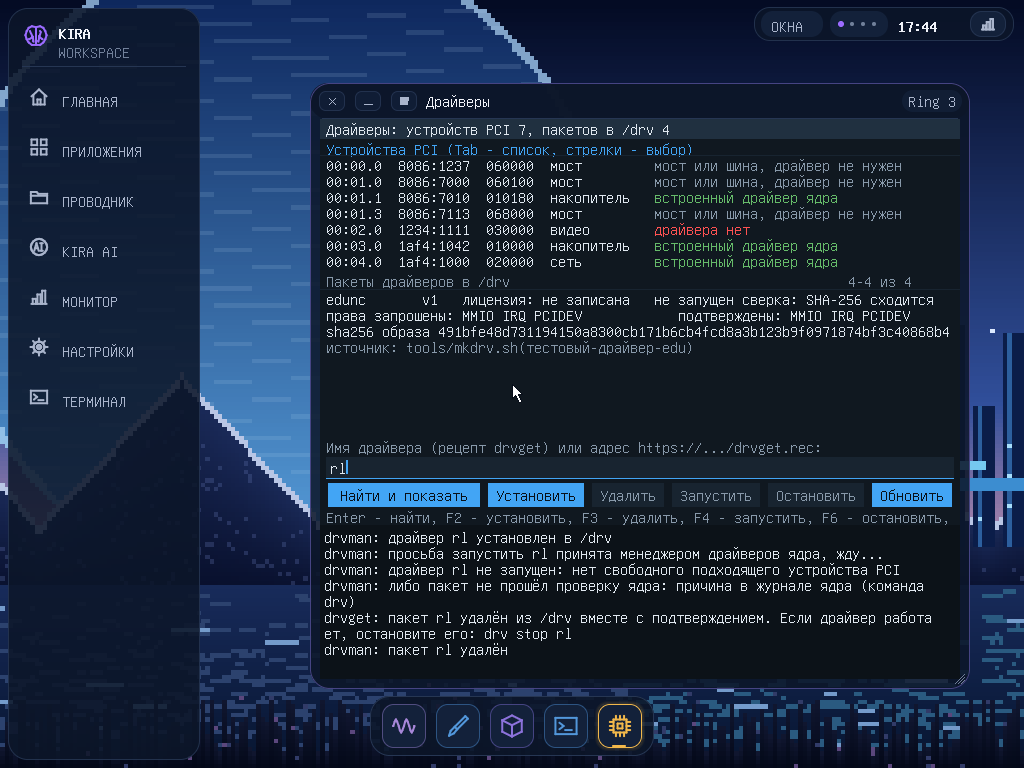 KIRA
WORKSPACE
ГЛАВНАЯ
ПРИЛОЖЕНИЯ
ПРОВОДНИК
KIRA AI
МОНИТОР
НАСТРОЙКИ
ТЕРМИНАЛ
ОКНА
17:44
Драйверы
Ring 3
Драйверы: устройств PCI 7, пакетов в /drv 4
Устройства PCI (Tab - список, стрелки - выбор)
00:00.0 8086:1237 060000 мост мост или шина, драйвер не нужен
00:01.0 8086:7000 060100 мост мост или шина, драйвер не нужен
00:01.1 8086:7010 010180 накопитель встроенный драйвер ядра
00:01.3 8086:7113 068000 мост мост или шина, драйвер не нужен
00:02.0 1234:1111 030000 видео драйвера нет
00:03.0 1af4:1042 010000 накопитель встроенный драйвер ядра
00:04.0 1af4:1000 020000 сеть встроенный драйвер ядра
Пакеты драйверов в /drv 4-4 из 4
edunc v1 лицензия: не записана не запущен сверка: SHA-256 сходится
права запрошены: MMIO IRQ PCIDEV подтверждены: MMIO IRQ PCIDEV
sha256 образа 491bfe48d731194150a8300cb171b6cb4fcd8a3b123b9f0971874bf3c40868b4
источник: tools/mkdrv.sh(тестовый-драйвер-edu)
Имя драйвера (рецепт drvget) или адрес https://.../drvget.rec:
rl
Найти и показать Установить Удалить Запустить Остановить Обновить
Enter - найти, F2 - установить, F3 - удалить, F4 - запустить, F6 - остановить,
drvman: драйвер rl установлен в /drv
drvman: просьба запустить rl принята менеджером драйверов ядра, жду...
drvman: драйвер rl не запущен: нет свободного подходящего устройства PCI
drvman: либо пакет не прошёл проверку ядра: причина в журнале ядра (команда
drv)
drvget: пакет rl удалён из /drv вместе с подтверждением. Если драйвер работа
ет, остановите его: drv stop rl
drvman: пакет rl удалён